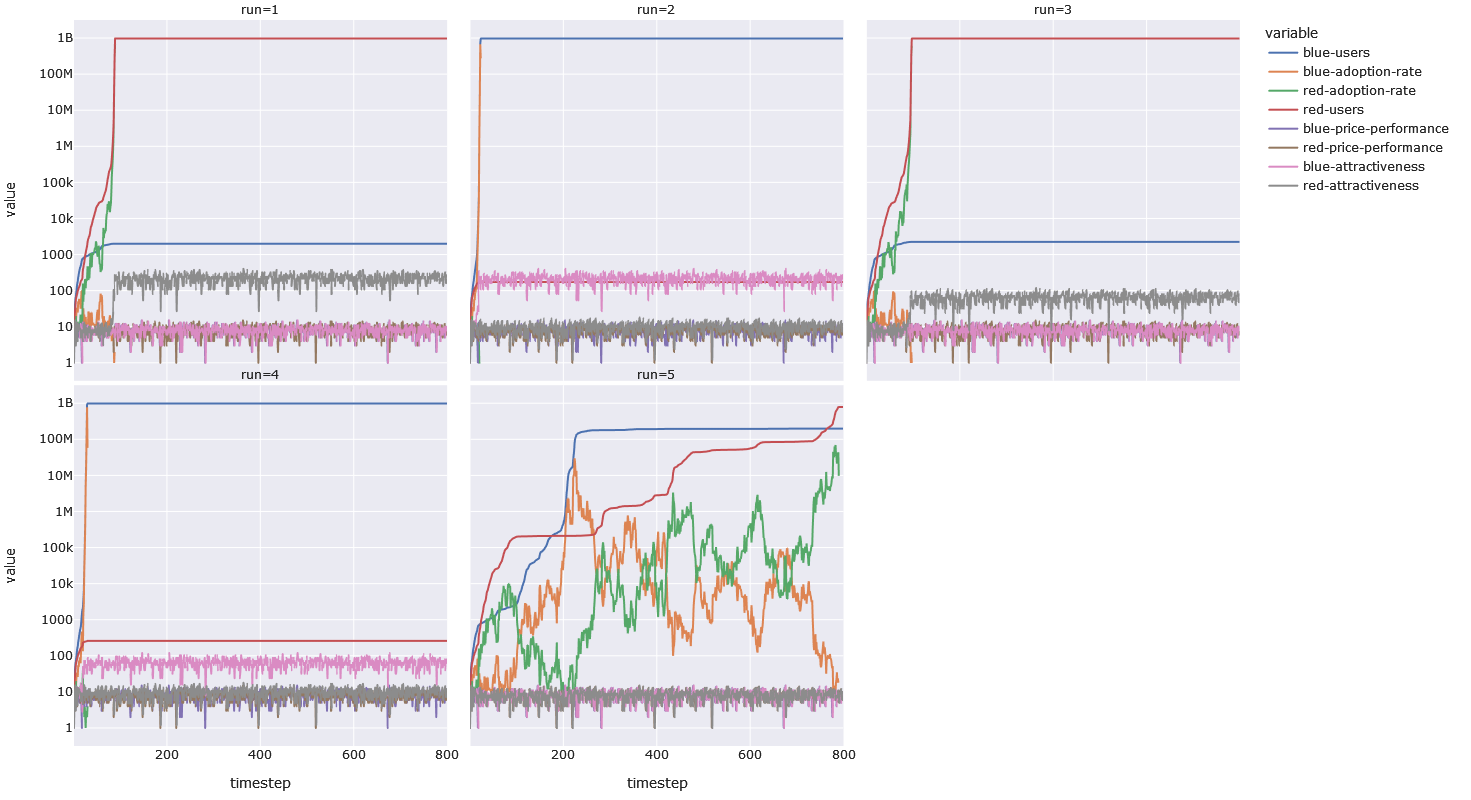 run=1
run=2
run=3
1B
100M
10M
1M
100k
10k
1000
100
10
1
value
variable
blue-users
blue-adoption-rate
red-adoption-rate
red-users
blue-price-performance
red-price-performance
blue-attractiveness
red-attractiveness
run=4
run=5
1B
100M
10M
1M
100k
10k
1000
100
10
1
value
200 400 600 800
200 400 600 800
timestep
timestep